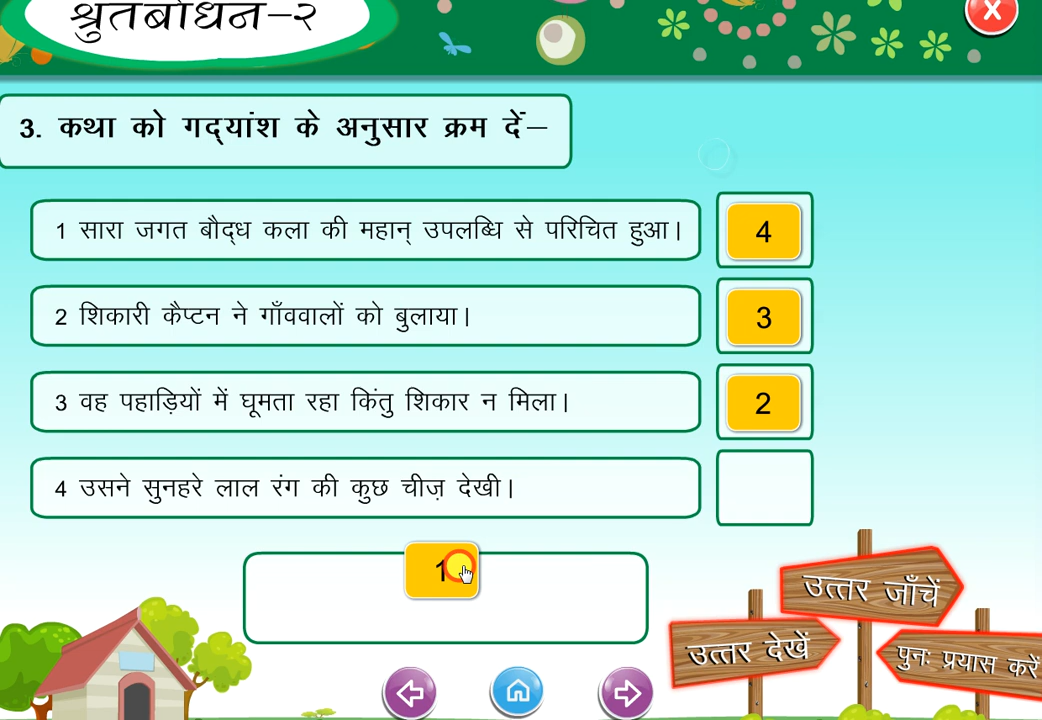 श्रुतबोधन–२
3. कथा को गद्यांश के अनुसार क्रम दें–
1 सारा जगत बौद्ध कला की महान् उपलब्धि से परिचित हुआ।
4
2 शिकारी कैप्टन ने गाँववालों को बुलाया।
3
3 वह पहाड़ियों में घूमता रहा किंतु शिकार न मिला।
2
4 उसने सुनहरे लाल रंग की कुछ चीज़ देखी।
1
उत्तर जाँचें
उत्तर देखें
पुनः प्रयास करें